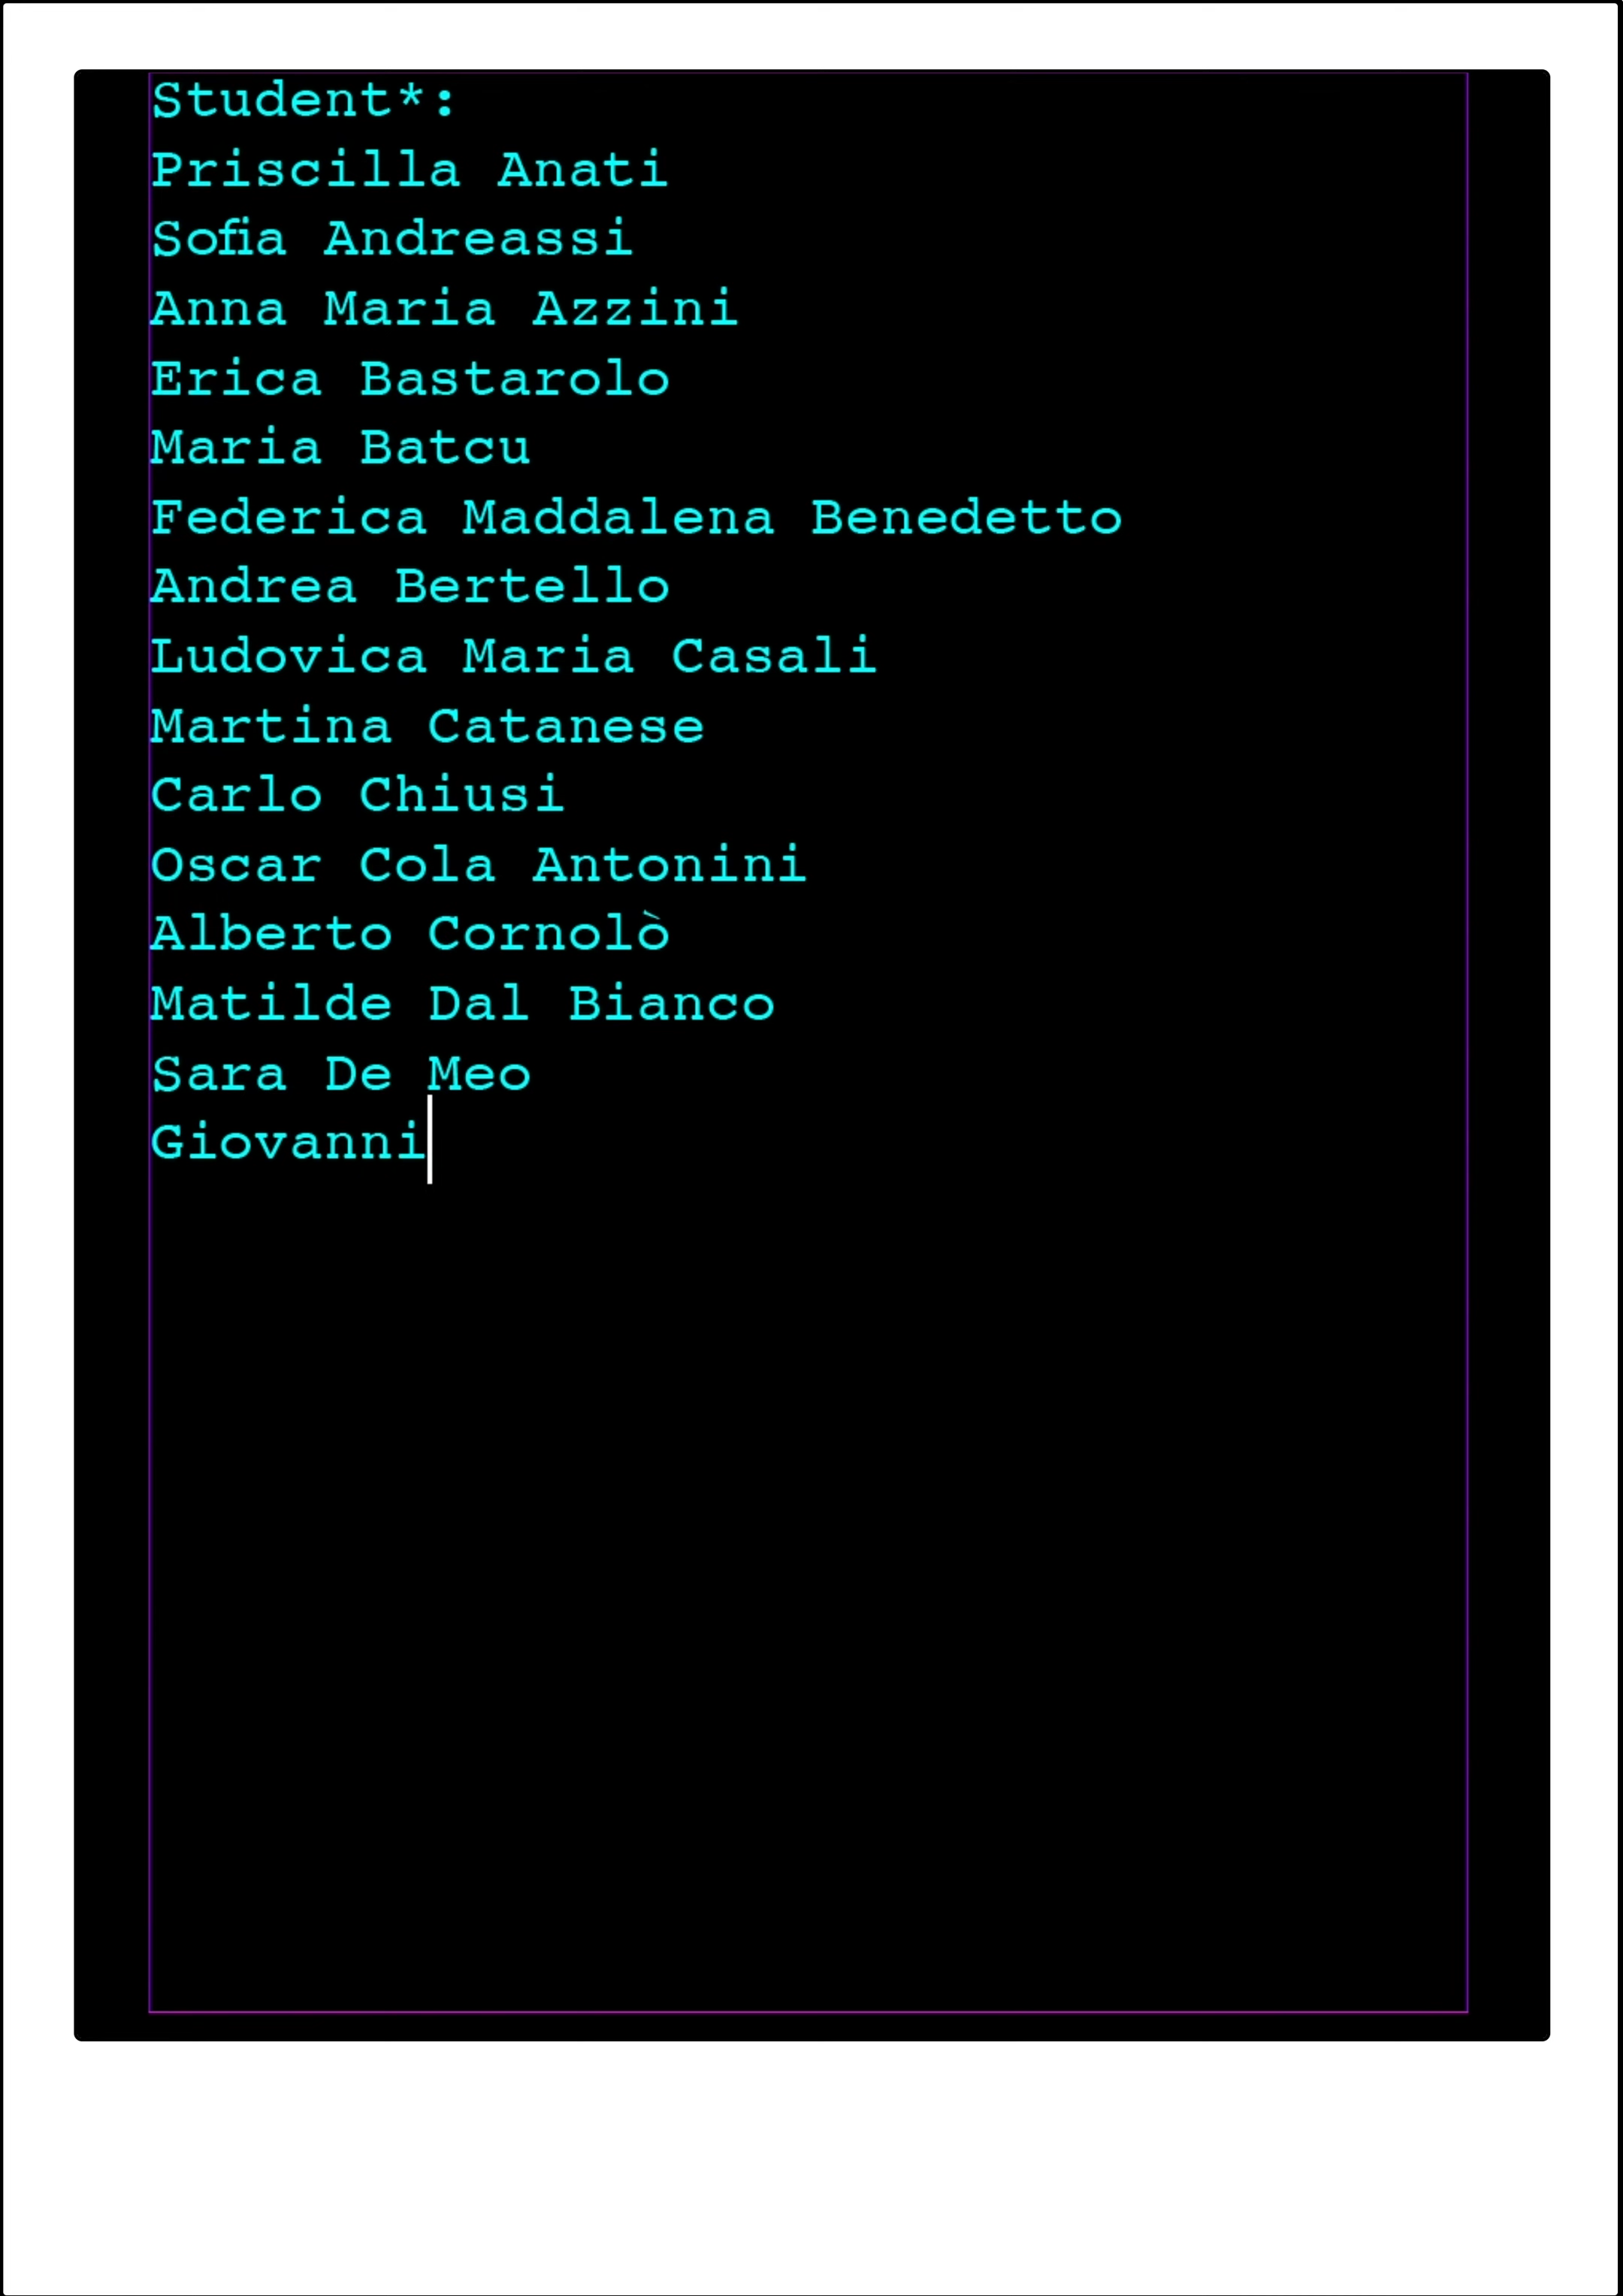 Student*:
Priscilla Anati
Sofia Andreassi
Anna Maria Azzini
Erica Bastarolo
Maria Batcu
Federica Maddalena Benedetto
Andrea Bertello
Ludovica Maria Casali
Martina Catanese
Carlo Chiusi
Oscar Cola Antonini
Alberto Cornolò
Matilde Dal Bianco
Sara De Meo
Giovanni